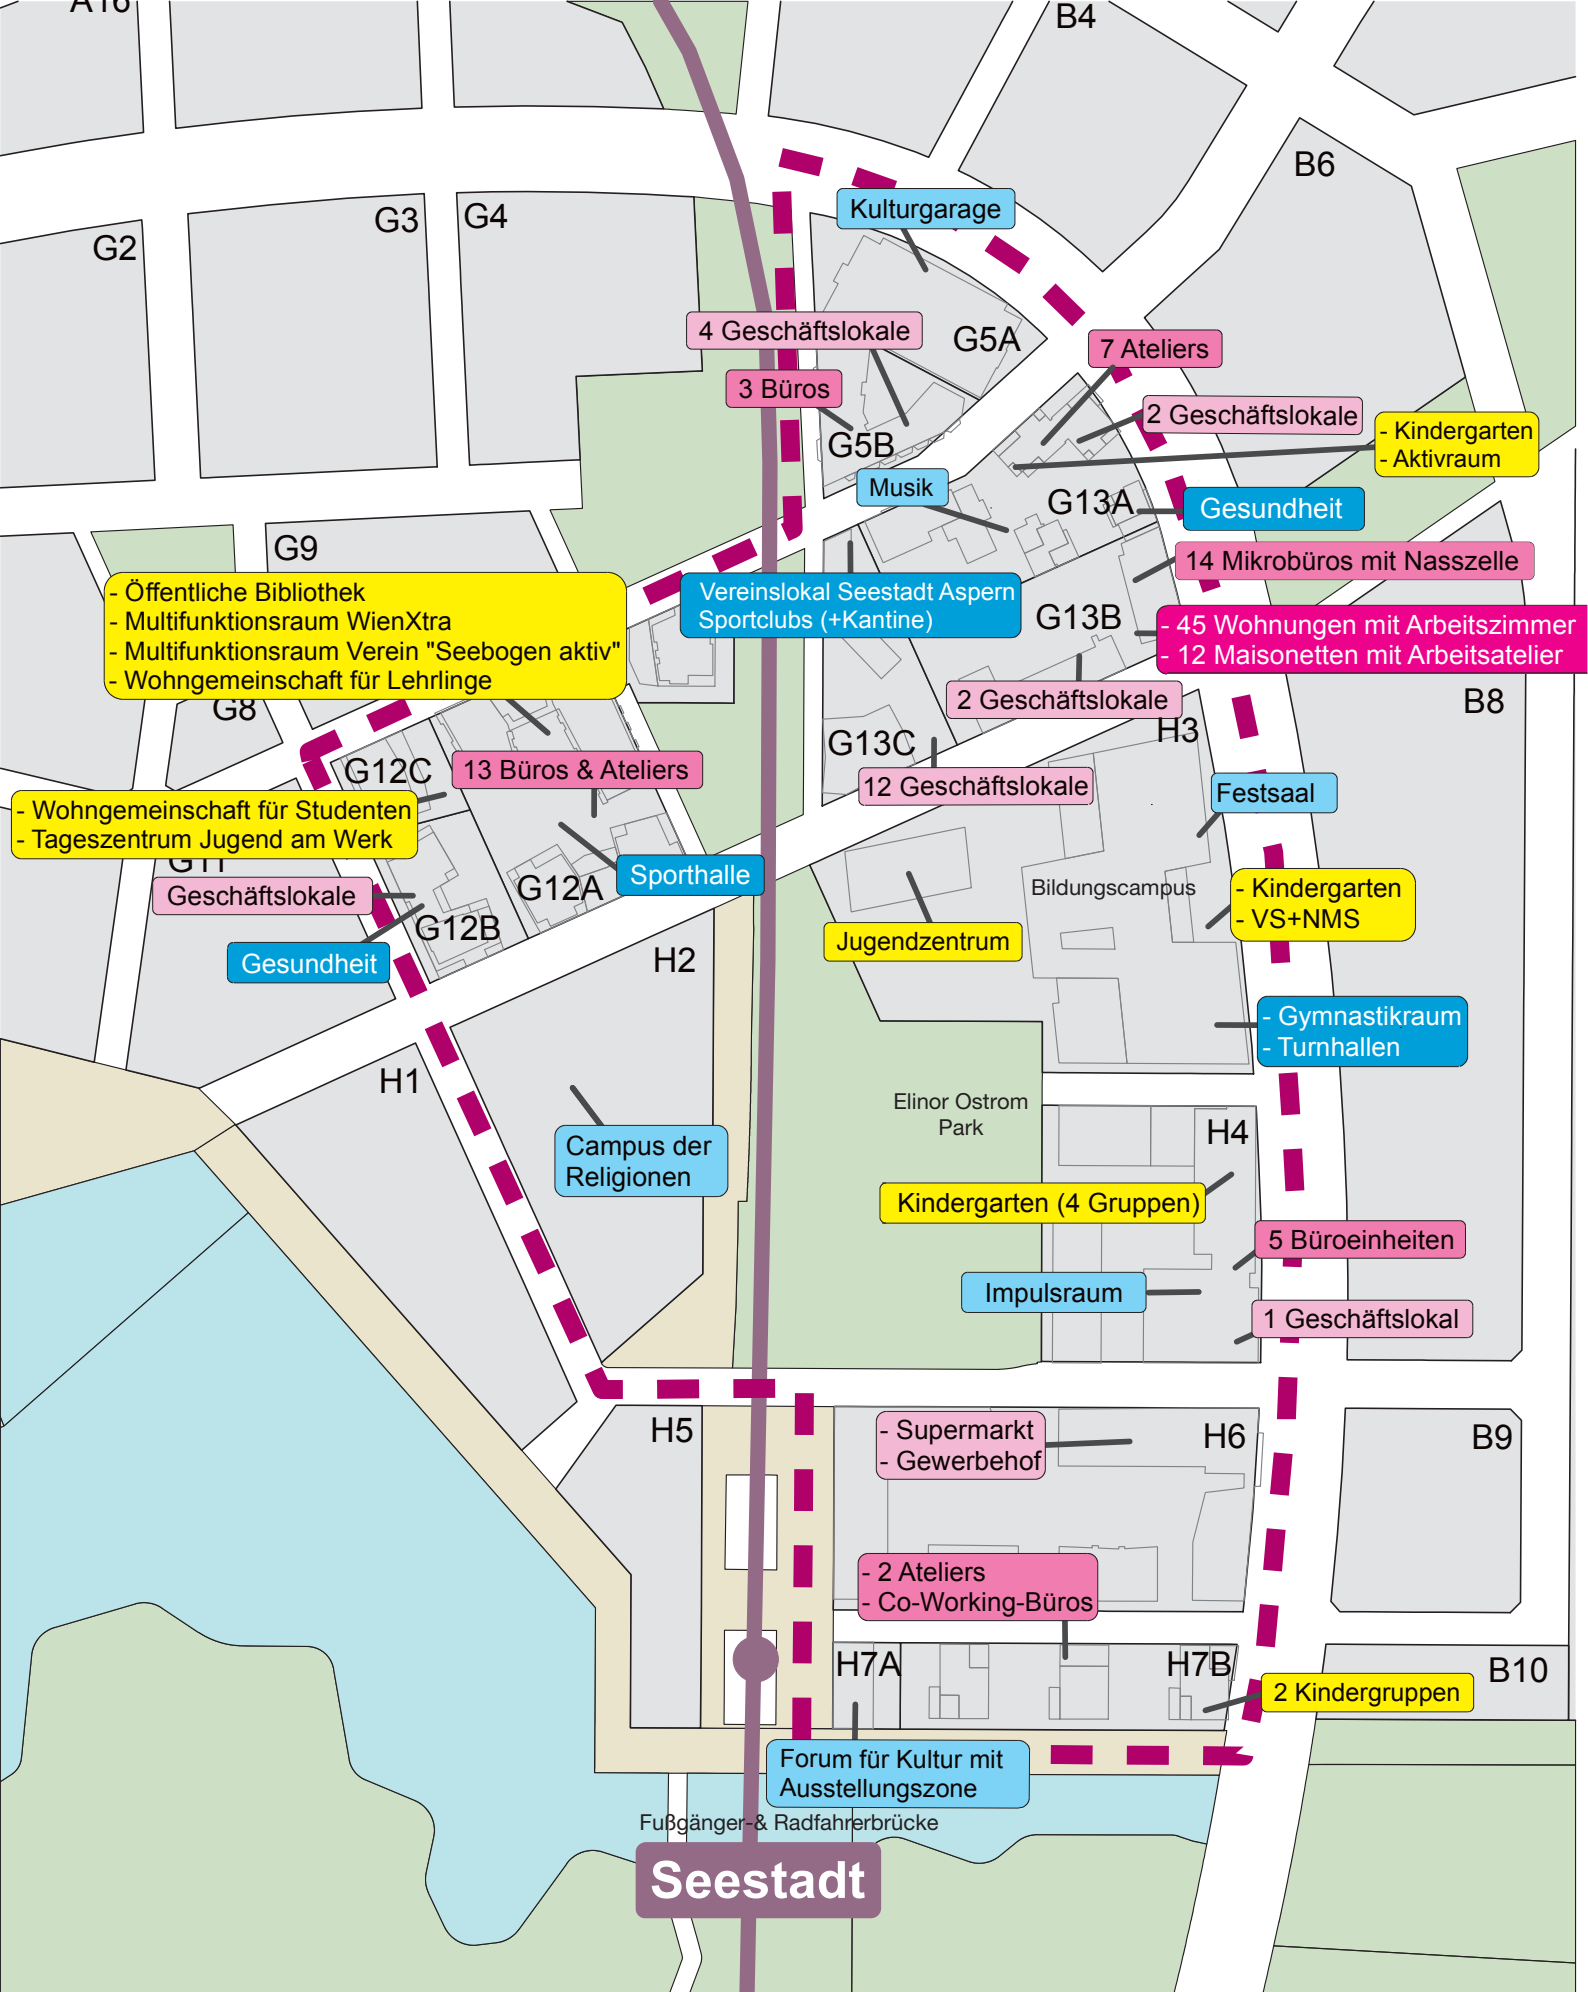 A16
B4
B6
G2
G3
G4
Kulturgarage
4 Geschäftslokale
G5A
7 Ateliers
3 Büros
2 Geschäftslokale
G5B
- Kindergarten
- Aktivraum
Musik
G13A
Gesundheit
G9
14 Mikrobüros mit Nasszelle
- Öffentliche Bibliothek
- Multifunktionsraum WienXtra
- Multifunktionsraum Verein "Seebogen aktiv"
- Wohngemeinschaft für Lehrlinge
Vereinslokal Seestadt Aspern
Sportclubs (+Kantine)
G13B
- 45 Wohnungen mit Arbeitszimmer
- 12 Maisonetten mit Arbeitsatelier
G8
2 Geschäftslokale
B8
H3
G13C
G12C
13 Büros & Ateliers
12 Geschäftslokale
Festsaal
- Wohngemeinschaft für Studenten
- Tageszentrum Jugend am Werk
G11
Geschäftslokale
G12A
Sporthalle
Bildungscampus
- Kindergarten
- VS+NMS
G12B
Jugendzentrum
Gesundheit
H2
- Gymnastikraum
- Turnhallen
H1
Elinor Ostrom
Park
H4
Campus der
Religionen
Kindergarten (4 Gruppen)
5 Büroeinheiten
Impulsraum
1 Geschäftslokal
H5
- Supermarkt
- Gewerbehof
H6
B9
- 2 Ateliers
- Co-Working-Büros
H7A
H7B
B10
2 Kindergruppen
Forum für Kultur mit
Ausstellungszone
Fußgänger-& Radfahrerbrücke
Seestadt